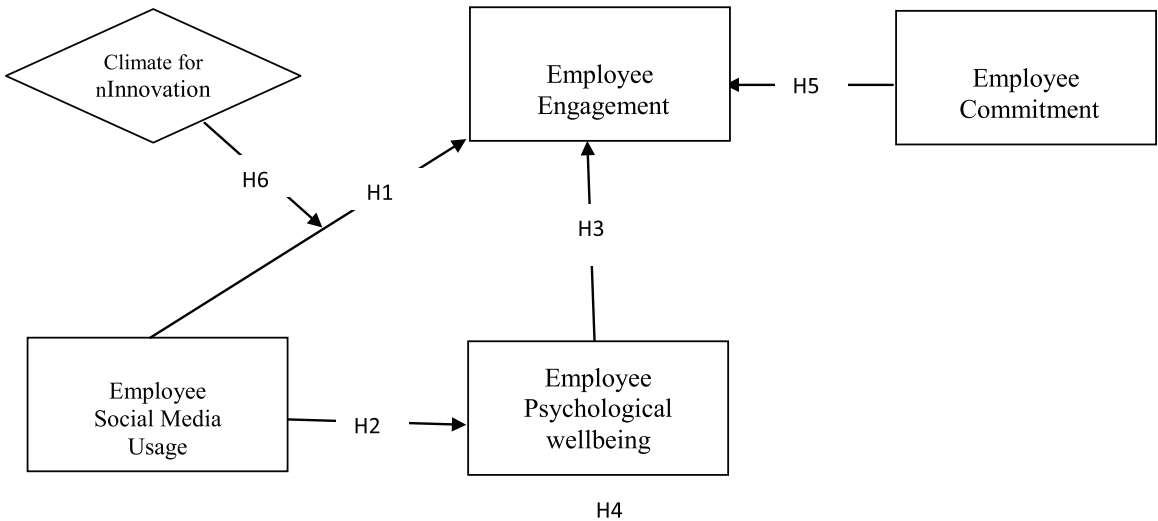 Climate for
nInnovation
Employee
Engagement
H5
Employee
Commitment
H6
H1
H3
Employee
Social Media
Usage
H2
Employee
Psychological
wellbeing
H4